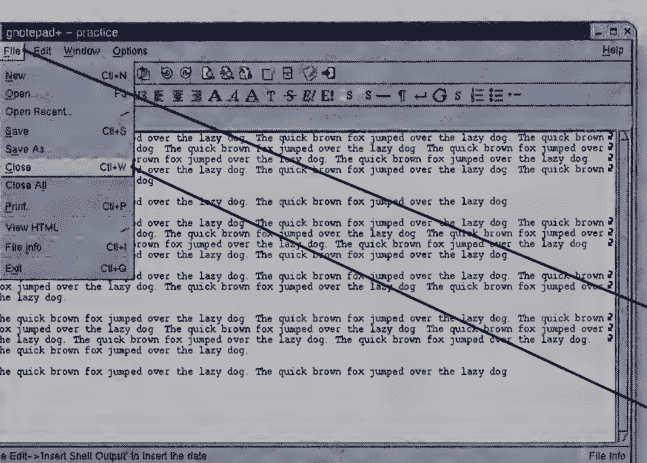 gnotepad+ - practice
File Edit Window Options Help
New Ctl+N
Open... F3
Open Recent...
Save Ctl+S
Save As...
Close Ctl+W
Close All
Print... Ctl+P
View HTML
File Info Ctl+I
Exit Ctl+Q
d over the lazy dog. The quick brown fox jumped over the lazy dog. The quick brown
dog. The quick brown fox jumped over the lazy dog. The quick brown fox jumped over
rown fox jumped over the lazy dog. The quick brown fox jumped over the lazy dog.
d over the lazy dog. The quick brown fox jumped over the lazy dog. The quick brown
dog
d over the lazy dog. The quick brown fox jumped over the lazy dog
d over the lazy dog. The quick brown fox jumped over the lazy dog. The quick brown
dog. The quick brown fox jumped over the lazy dog. The quick brown fox jumped over
rown fox jumped over the lazy dog. The quick brown fox jumped over the lazy dog
d over the lazy dog. The quick brown fox jumped over the lazy dog
d over the lazy dog. The quick brown fox jumped over the lazy dog. The quick brown
ox jumped over the lazy dog. The quick brown fox jumped over the lazy dog. The quick brown fox jumped over
he lazy dog.
he quick brown fox jumped over the lazy dog. The quick brown fox jumped over the lazy dog. The quick brown
ox jumped over the lazy dog. The quick brown fox jumped over the lazy dog. The quick brown fox jumped over
he lazy dog. The quick brown fox jumped over the lazy dog. The quick brown fox jumped over the lazy dog.
he quick brown fox jumped over the lazy dog.
he quick brown fox jumped over the lazy dog. The quick brown fox jumped over the lazy dog
e Edit->'Insert Shell Output' to insert the date File Info